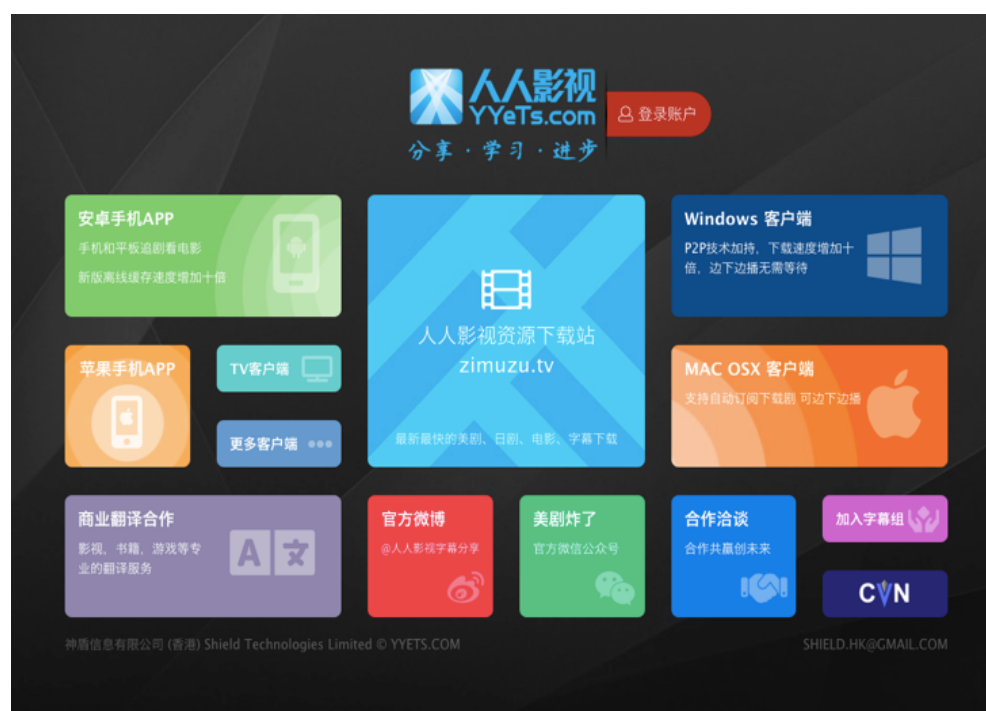 人人影视
YYeTs.com
分享·学习·进步
登录账户
安卓手机APP
手机和平板追剧看电影
新版离线缓存速度增加十倍
人人影视资源下载站
zimuzu.tv
最新最快的美剧、日剧、电影、字幕下载
Windows 客户端
P2P技术加持，下载速度增加十
倍，边下边播无需等待
苹果手机APP
TV客户端
更多客户端
MAC OSX 客户端
支持自动订阅下载剧 可边下边播
商业翻译合作
影视、书籍、游戏等专
业的翻译服务
A 文
官方微博
@人人影视字幕分享
美剧炸了
官方微信公众号
合作洽谈
合作共赢创未来
加入字幕组
CVN
神盾信息有限公司 (香港) Shield Technologies Limited © YYETS.COM
SHIELD.HK@GMAIL.COM